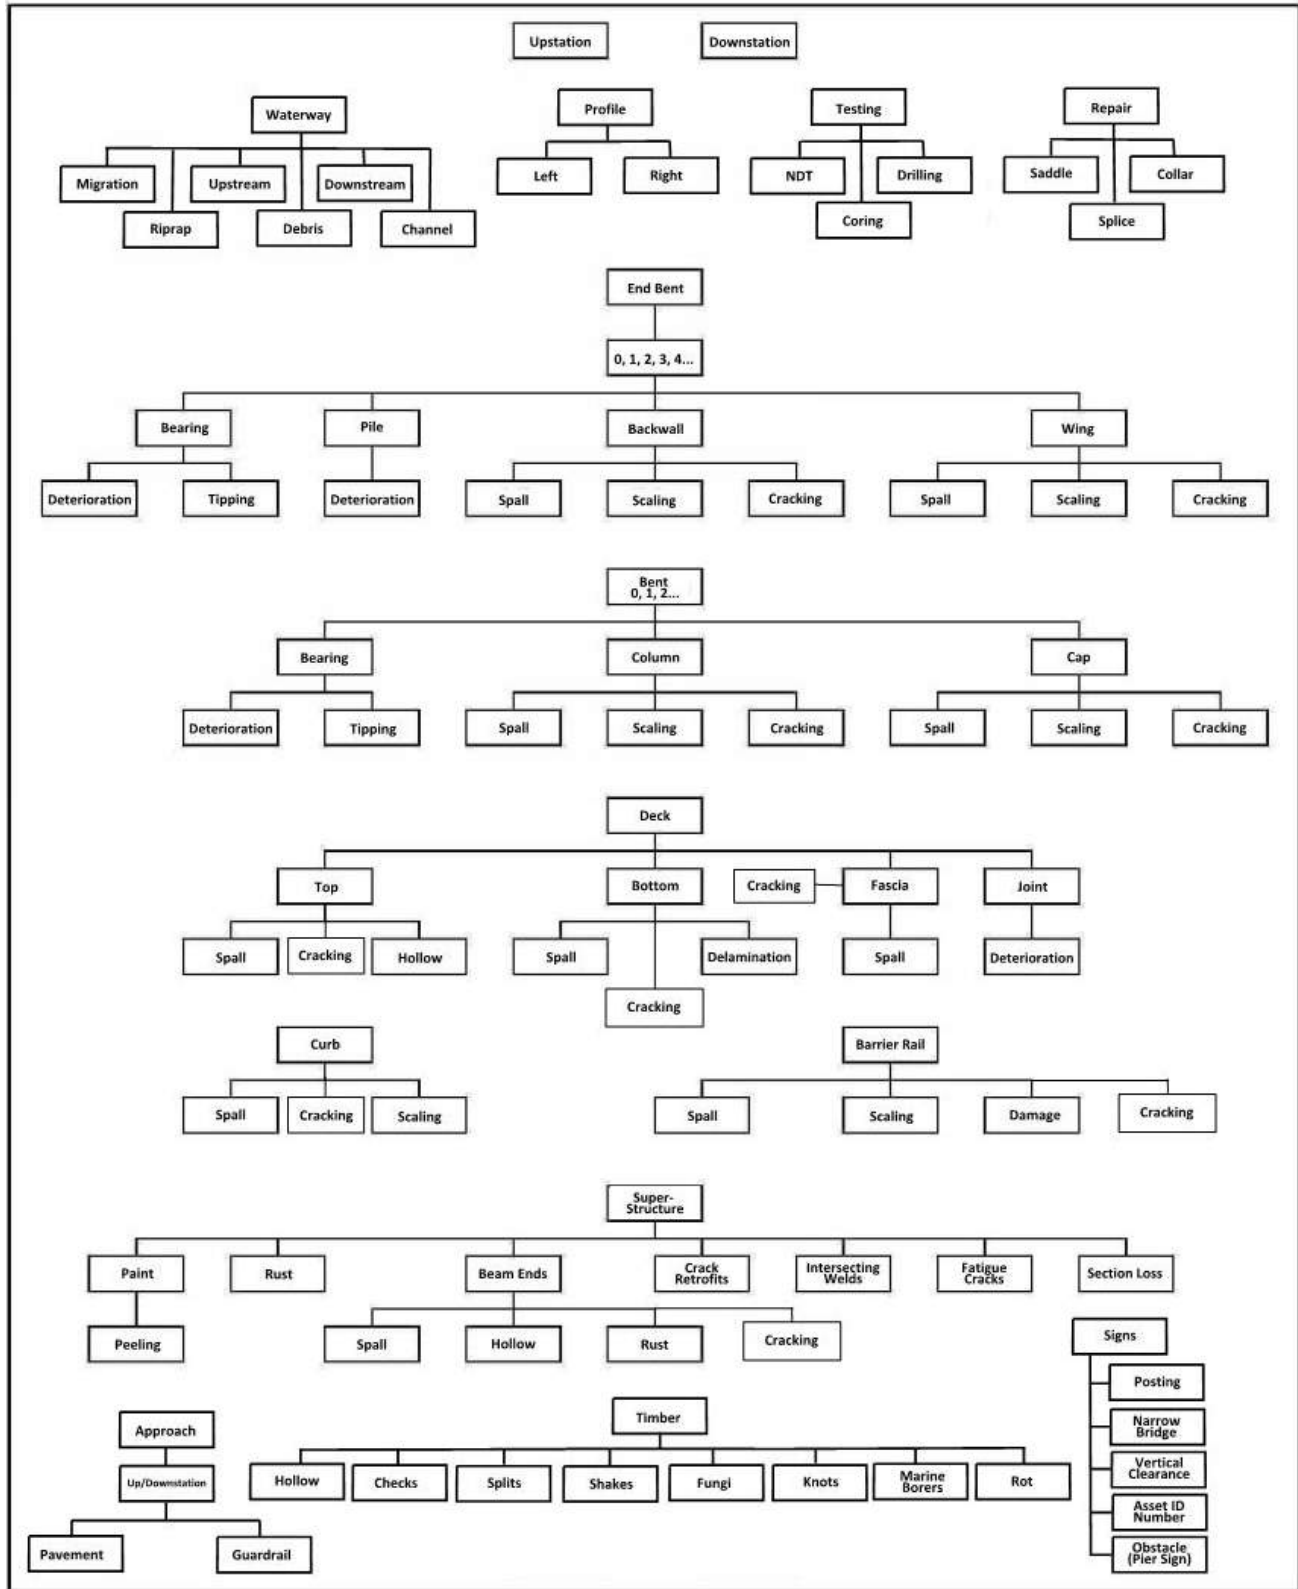 Upstation
Downstation
Waterway
Profile
Testing
Repair
Migration
Upstream
Downstream
Left
Right
NDT
Drilling
Saddle
Collar
Riprap
Debris
Channel
Coring
Splice
End Bent
0, 1, 2, 3, 4...
Bearing
Pile
Backwall
Wing
Deterioration
Tipping
Deterioration
Spall
Scaling
Cracking
Spall
Scaling
Cracking
Bent
0, 1, 2...
Bearing
Column
Cap
Deterioration
Tipping
Spall
Scaling
Cracking
Spall
Scaling
Cracking
Deck
Top
Bottom
Cracking
Fascia
Joint
Spall
Cracking
Hollow
Spall
Delamination
Spall
Deterioration
Cracking
Curb
Barrier Rail
Spall
Cracking
Scaling
Spall
Scaling
Damage
Cracking
Super-
Structure
Paint
Rust
Beam Ends
Crack
Retrofits
Intersecting
Welds
Fatigue
Cracks
Section Loss
Peeling
Spall
Hollow
Rust
Cracking
Signs
Posting
Narrow
Bridge
Vertical
Clearance
Asset ID
Number
Obstacle
(Pier Sign)
Approach
Up/Downstation
Pavement
Guardrail
Timber
Hollow
Checks
Splits
Shakes
Fungi
Knots
Marine
Borers
Rot